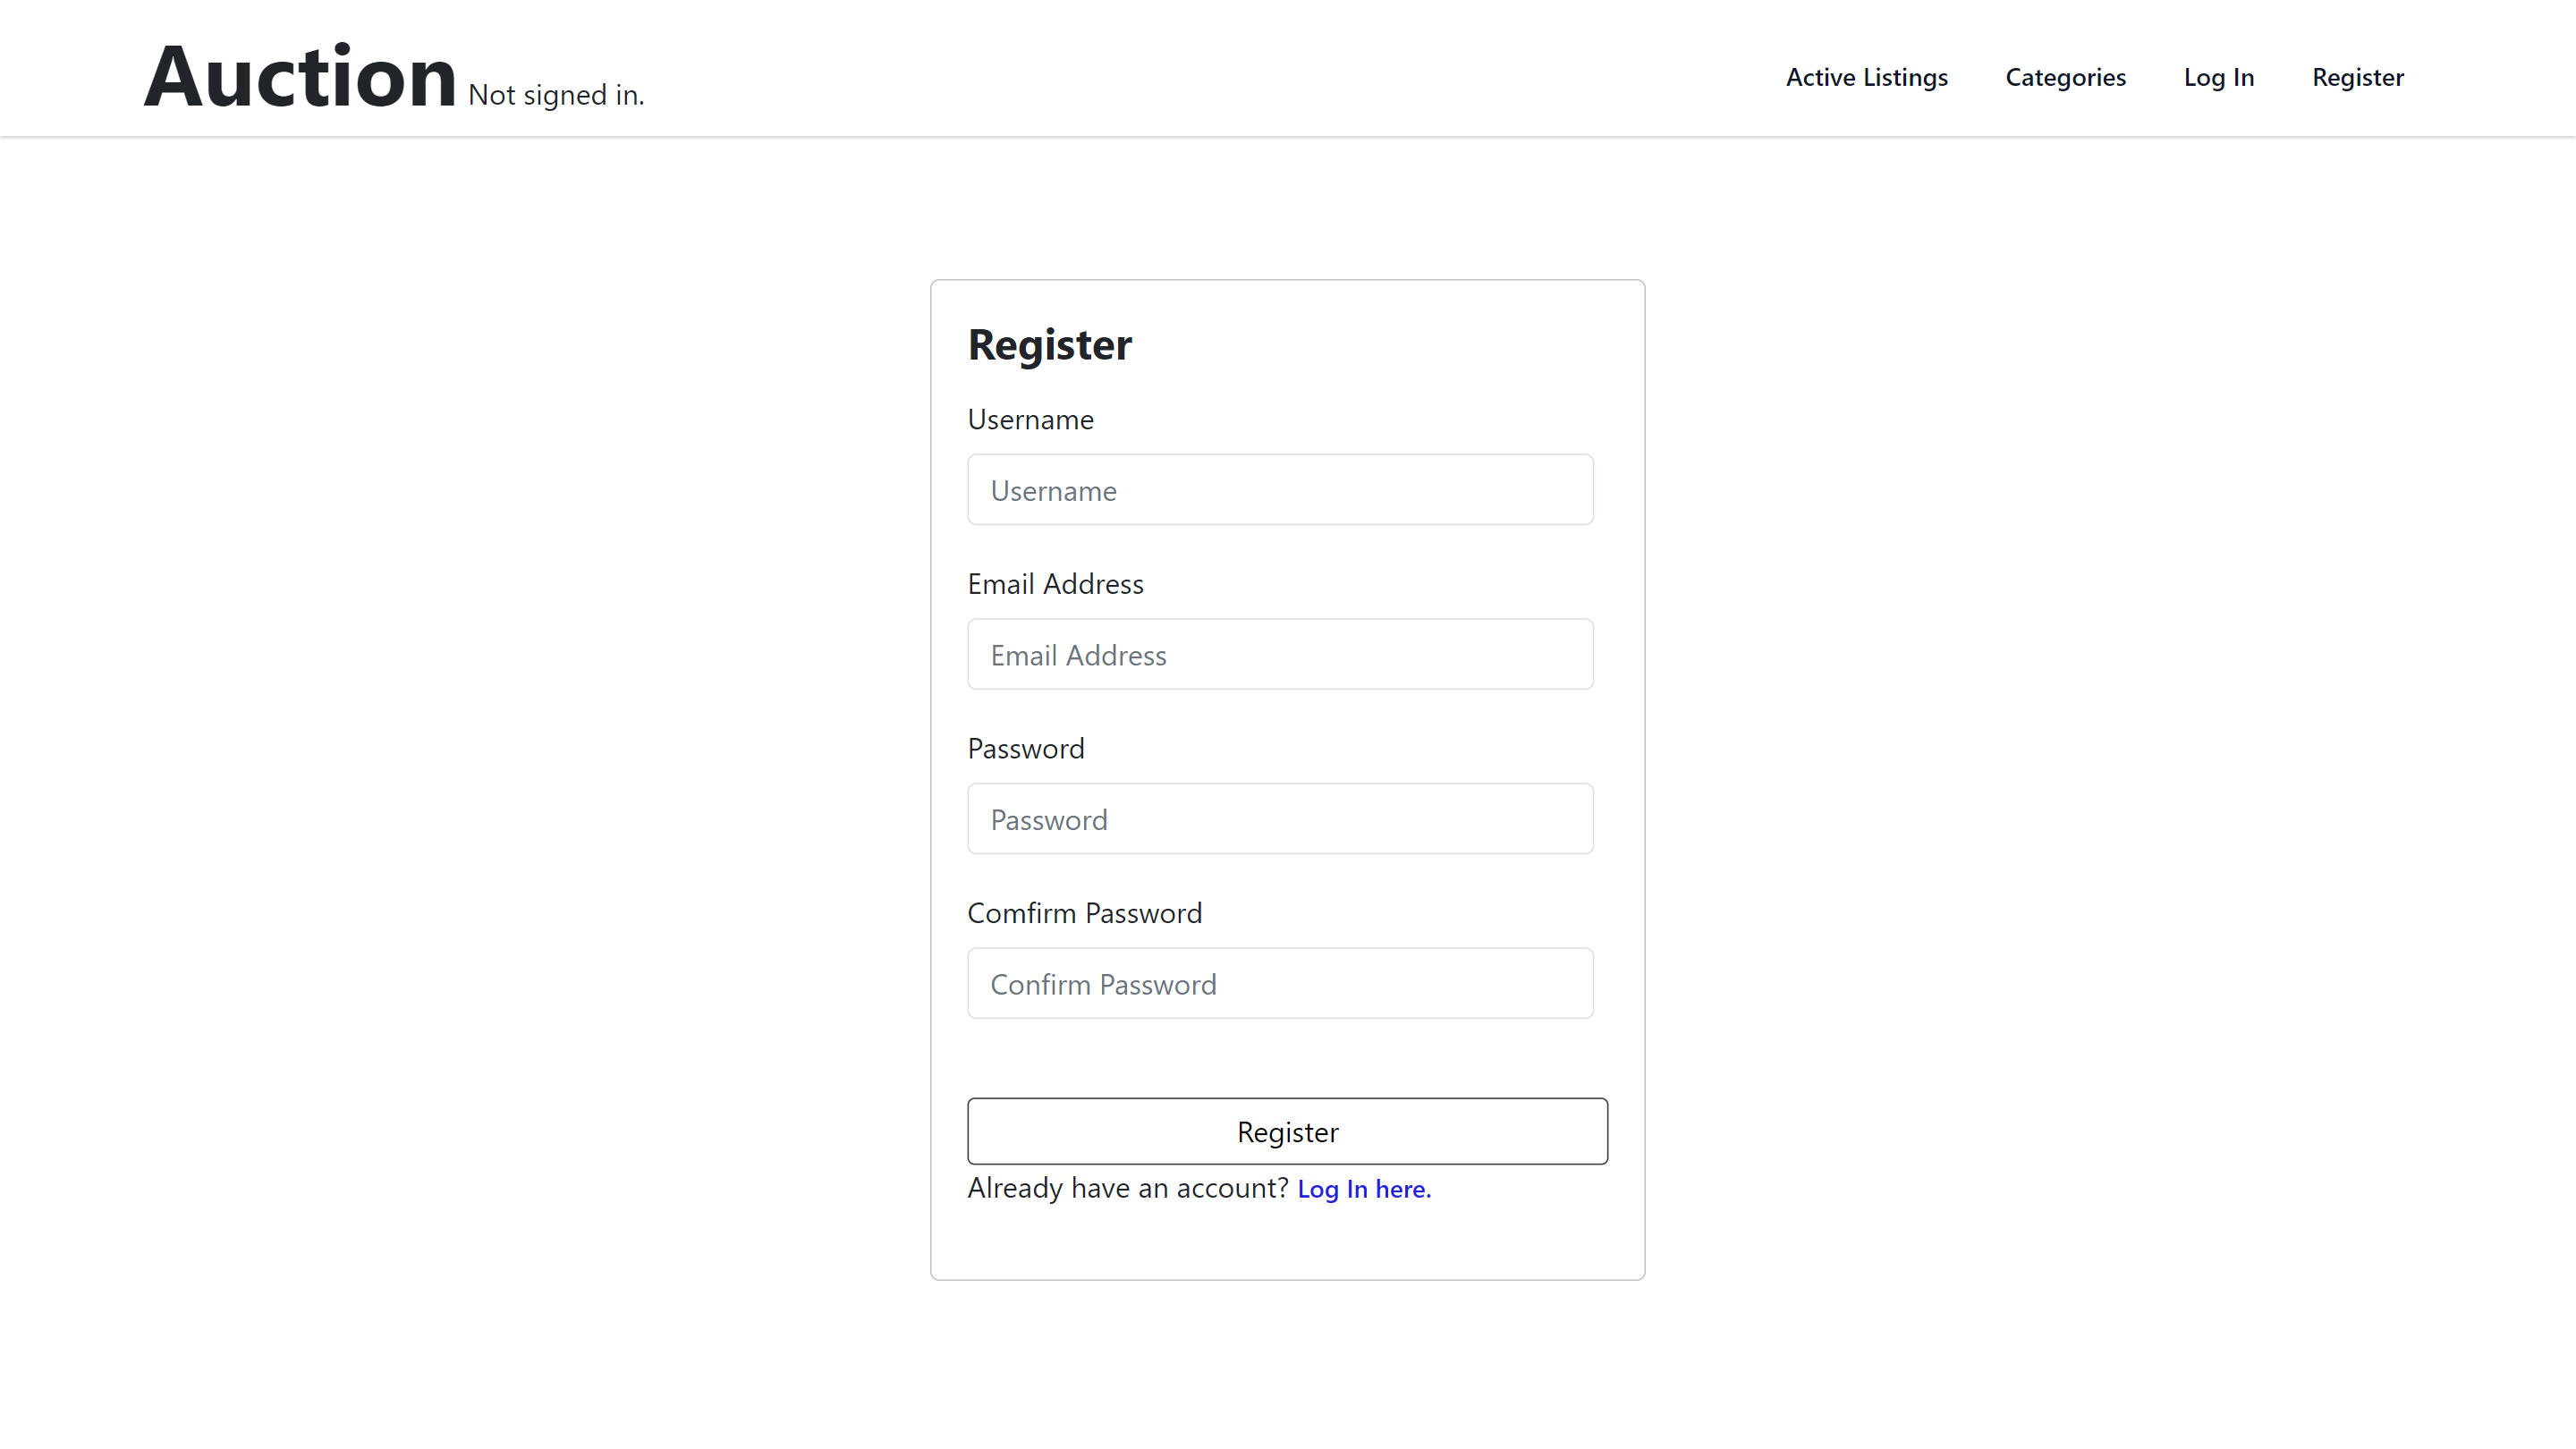 Auction Not signed in.
Active Listings Categories Log In Register
Register
Username
Username
Email Address
Email Address
Password
Password
Comfirm Password
Confirm Password
Register
Already have an account? Log In here.